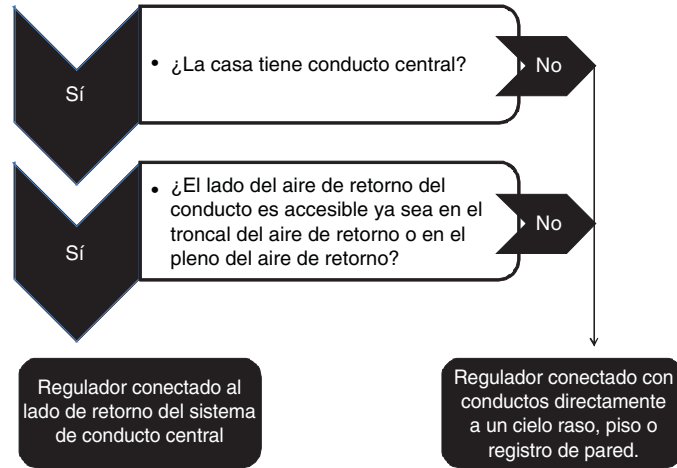 • ¿La casa tiene conducto central?
No
Sí
• ¿El lado del aire de retorno del
conducto es accesible ya sea en el
troncal del aire de retorno o en el
pleno del aire de retorno?
No
Sí
Regulador conectado al
lado de retorno del sistema
de conducto central
Regulador conectado con
conductos directamente
a un cielo raso, piso o
registro de pared.